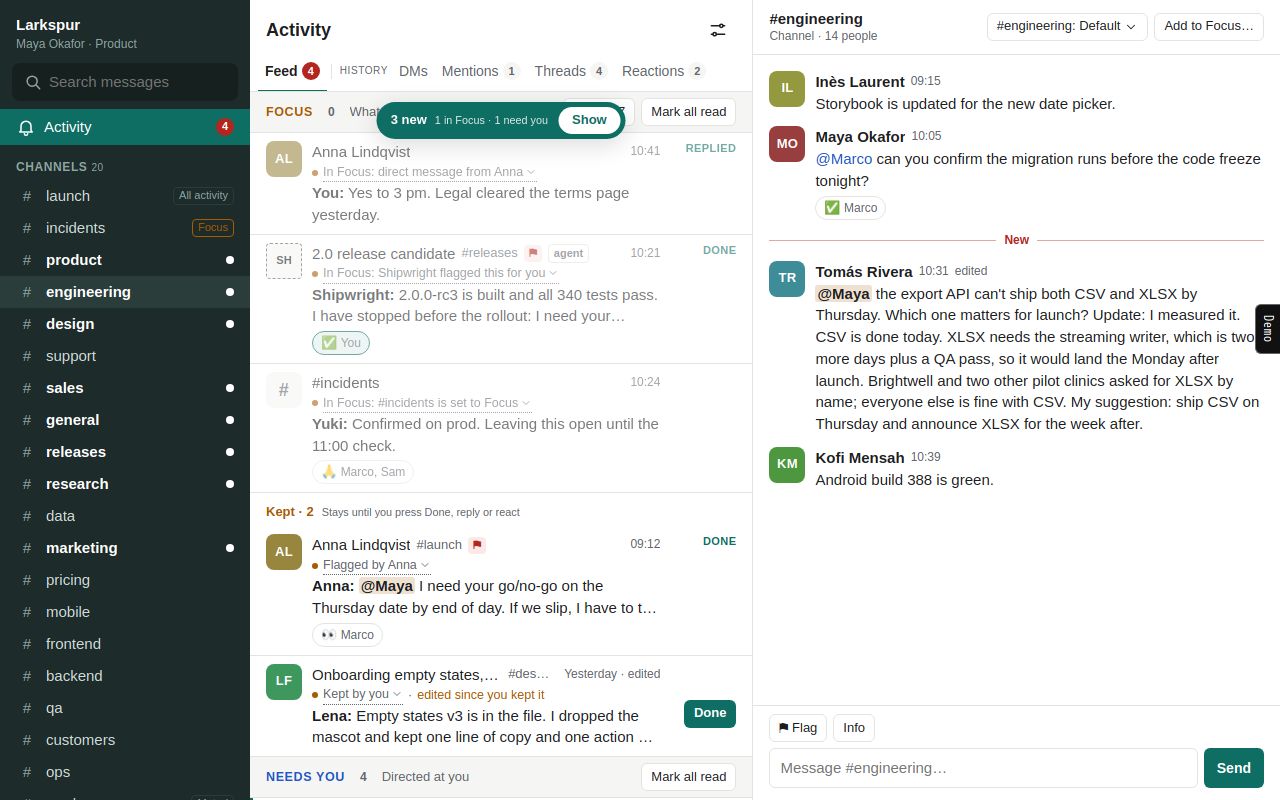 Larkspur
Maya Okafor · Product
Search messages
Activity
4
CHANNELS 20
# launch All activity
# incidents Focus
# product
# engineering
# design
# support
# sales
# general
# releases
# research
# data
# marketing
# pricing
# mobile
# frontend
# backend
# qa
# customers
# ops
Activity
Feed 4 HISTORY DMs Mentions 1 Threads 4 Reactions 2
FOCUS 0 What
7 Mark all read
3 new 1 in Focus · 1 need you Show
AL
Anna Lindqvist 10:41 REPLIED
In Focus: direct message from Anna
You: Yes to 3 pm. Legal cleared the terms page
yesterday.
SH
2.0 release candidate #releases agent 10:21 DONE
In Focus: Shipwright flagged this for you
Shipwright: 2.0.0-rc3 is built and all 340 tests pass.
I have stopped before the rollout: I need your…
✅ You
#
#incidents 10:24
In Focus: #incidents is set to Focus
Yuki: Confirmed on prod. Leaving this open until the
11:00 check.
🙏 Marco, Sam
Kept · 2 Stays until you press Done, reply or react
AL
Anna Lindqvist #launch 09:12 DONE
Flagged by Anna
Anna: @Maya I need your go/no-go on the
Thursday date by end of day. If we slip, I have to t…
👀 Marco
LF
Onboarding empty states,… #des… Yesterday · edited
Kept by you · edited since you kept it
Lena: Empty states v3 is in the file. I dropped the
mascot and kept one line of copy and one action …
Done
NEEDS YOU 4 Directed at you Mark all read
#engineering
Channel · 14 people
#engineering: Default
Add to Focus…
IL
Inès Laurent 09:15
Storybook is updated for the new date picker.
MO
Maya Okafor 10:05
@Marco can you confirm the migration runs before the code freeze
tonight?
✅ Marco
New
TR
Tomás Rivera 10:31 edited
@Maya the export API can't ship both CSV and XLSX by
Thursday. Which one matters for launch? Update: I measured it.
CSV is done today. XLSX needs the streaming writer, which is two
more days plus a QA pass, so it would land the Monday after
launch. Brightwell and two other pilot clinics asked for XLSX by
name; everyone else is fine with CSV. My suggestion: ship CSV on
Thursday and announce XLSX for the week after.
KM
Kofi Mensah 10:39
Android build 388 is green.
Demo
Flag
Info
Message #engineering…
Send